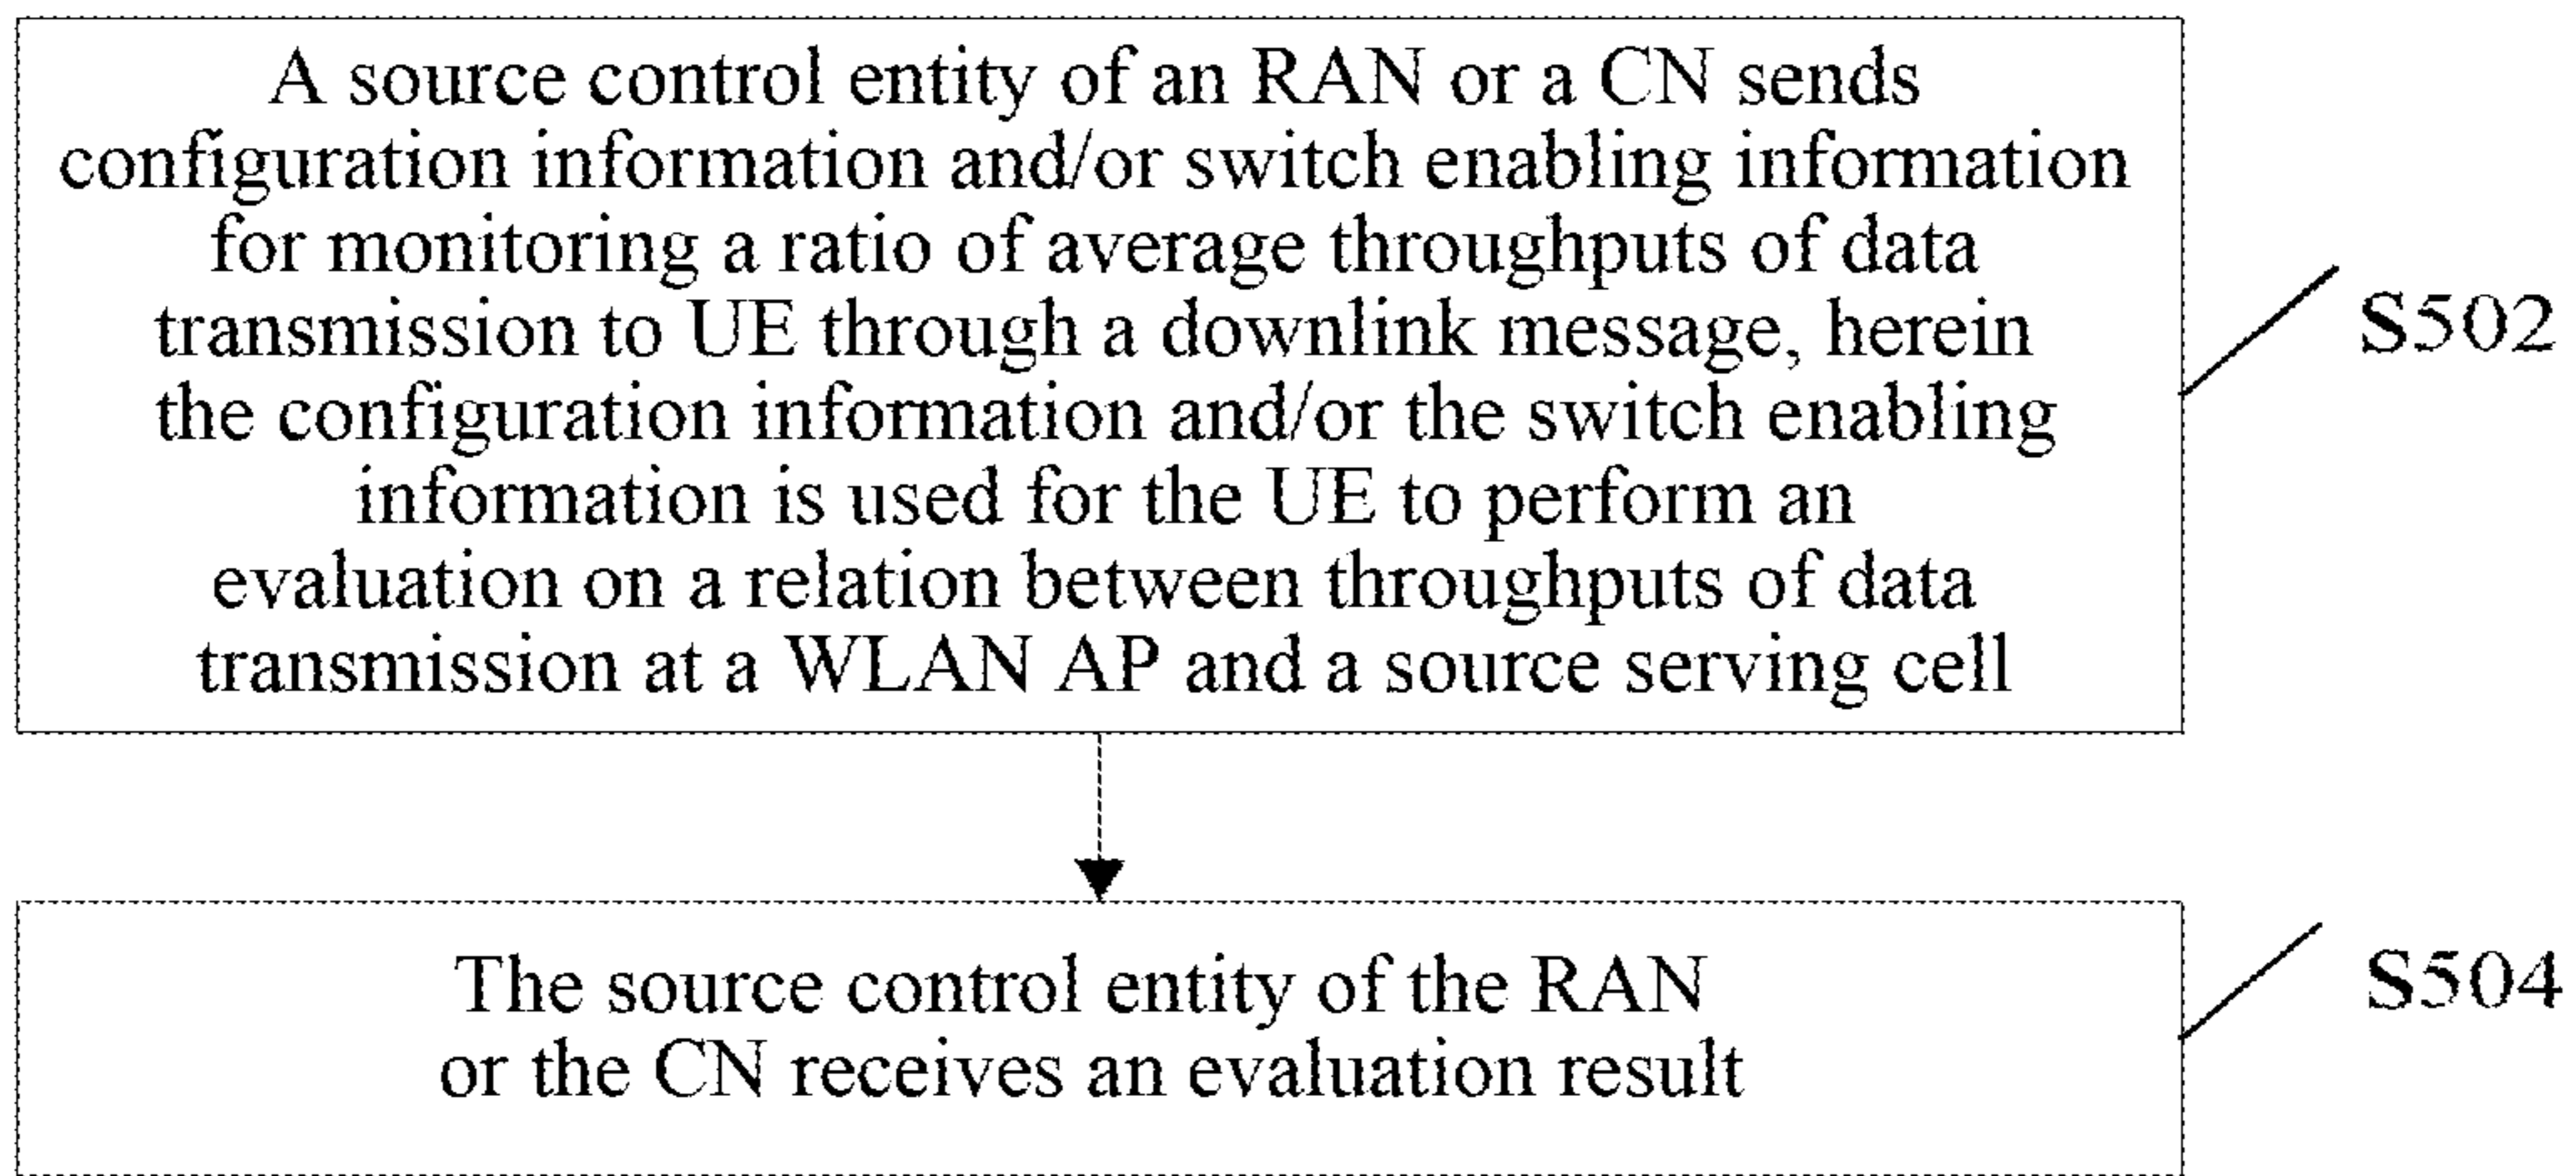 A source control entity of an RAN or a CN sends
configuration information and/or switch enabling information
for monitoring a ratio of average throughputs of data
transmission to UE through a downlink message, herein
the configuration information and/or the switch enabling
information is used for the UE to perform an
evaluation on a relation between throughputs of data
transmission at a WLAN AP and a source serving cell
S502
The source control entity of the RAN
or the CN receives an evaluation result
S504